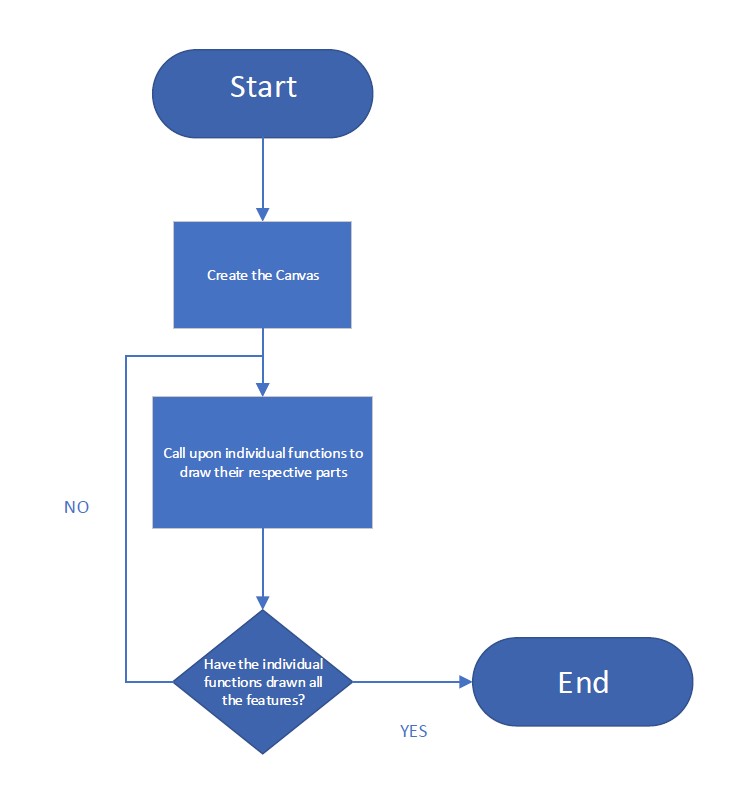 Start
Create the Canvas
Call upon individual functions to
draw their respective parts
NO
Have the individual
functions drawn all
the features?
End
YES